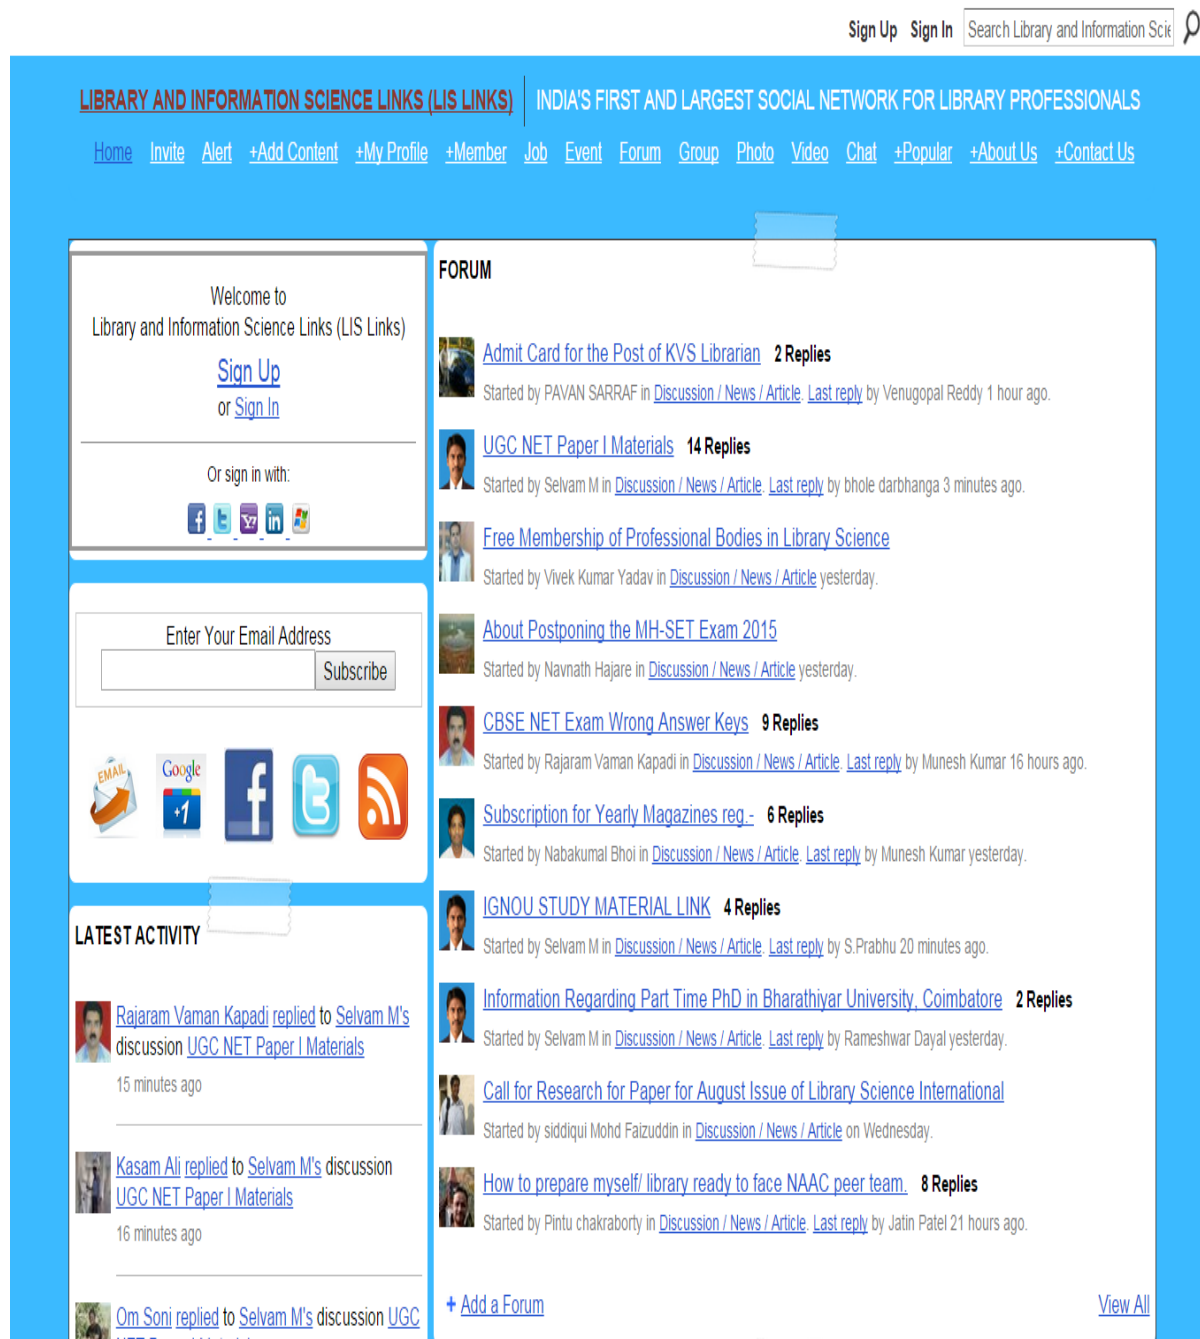 Sign Up Sign In Search Library and Information Scie
LIBRARY AND INFORMATION SCIENCE LINKS (LIS LINKS) INDIA'S FIRST AND LARGEST SOCIAL NETWORK FOR LIBRARY PROFESSIONALS
Home Invite Alert +Add Content +My Profile +Member Job Event Forum Group Photo Video Chat +Popular +About Us +Contact Us
Welcome to
Library and Information Science Links (LIS Links)
Sign Up
or Sign In
Or sign in with:
Enter Your Email Address
Subscribe
EMAIL
Google
+1
LATEST ACTIVITY
Rajaram Vaman Kapadi replied to Selvam M's
discussion UGC NET Paper I Materials
15 minutes ago
Kasam Ali replied to Selvam M's discussion
UGC NET Paper I Materials
16 minutes ago
Om Soni replied to Selvam M's discussion UGC
FORUM
Admit Card for the Post of KVS Librarian 2 Replies
Started by PAVAN SARRAF in Discussion / News / Article. Last reply by Venugopal Reddy 1 hour ago.
UGC NET Paper I Materials 14 Replies
Started by Selvam M in Discussion / News / Article. Last reply by bhole darbhanga 3 minutes ago.
Free Membership of Professional Bodies in Library Science
Started by Vivek Kumar Yadav in Discussion / News / Article yesterday.
About Postponing the MH-SET Exam 2015
Started by Navnath Hajare in Discussion / News / Article yesterday.
CBSE NET Exam Wrong Answer Keys 9 Replies
Started by Rajaram Vaman Kapadi in Discussion / News / Article. Last reply by Munesh Kumar 16 hours ago.
Subscription for Yearly Magazines reg.- 6 Replies
Started by Nabakumal Bhoi in Discussion / News / Article. Last reply by Munesh Kumar yesterday.
IGNOU STUDY MATERIAL LINK 4 Replies
Started by Selvam M in Discussion / News / Article. Last reply by S.Prabhu 20 minutes ago.
Information Regarding Part Time PhD in Bharathiyar University, Coimbatore 2 Replies
Started by Selvam M in Discussion / News / Article. Last reply by Rameshwar Dayal yesterday.
Call for Research for Paper for August Issue of Library Science International
Started by siddiqui Mohd Faizuddin in Discussion / News / Article on Wednesday.
How to prepare myself/ library ready to face NAAC peer team. 8 Replies
Started by Pintu chakraborty in Discussion / News / Article. Last reply by Jatin Patel 21 hours ago.
+ Add a Forum View All